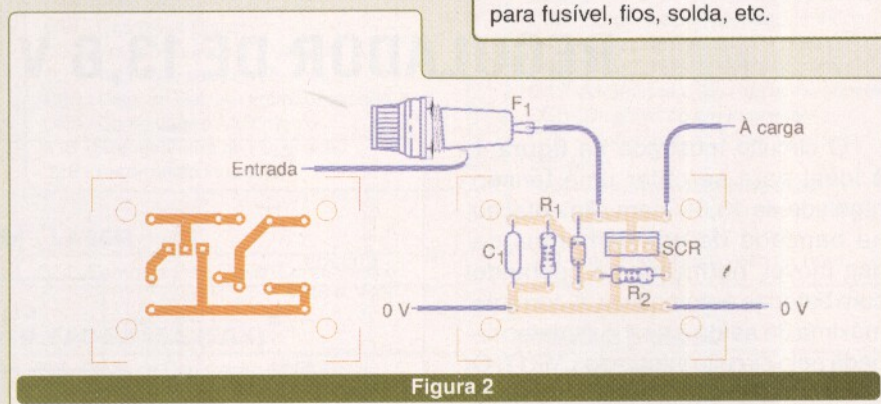 para fusível, fios, solda, etc.
F1
À carga
Entrada
R1
C1
SCR
R2
0 V
0 V
Figura 2